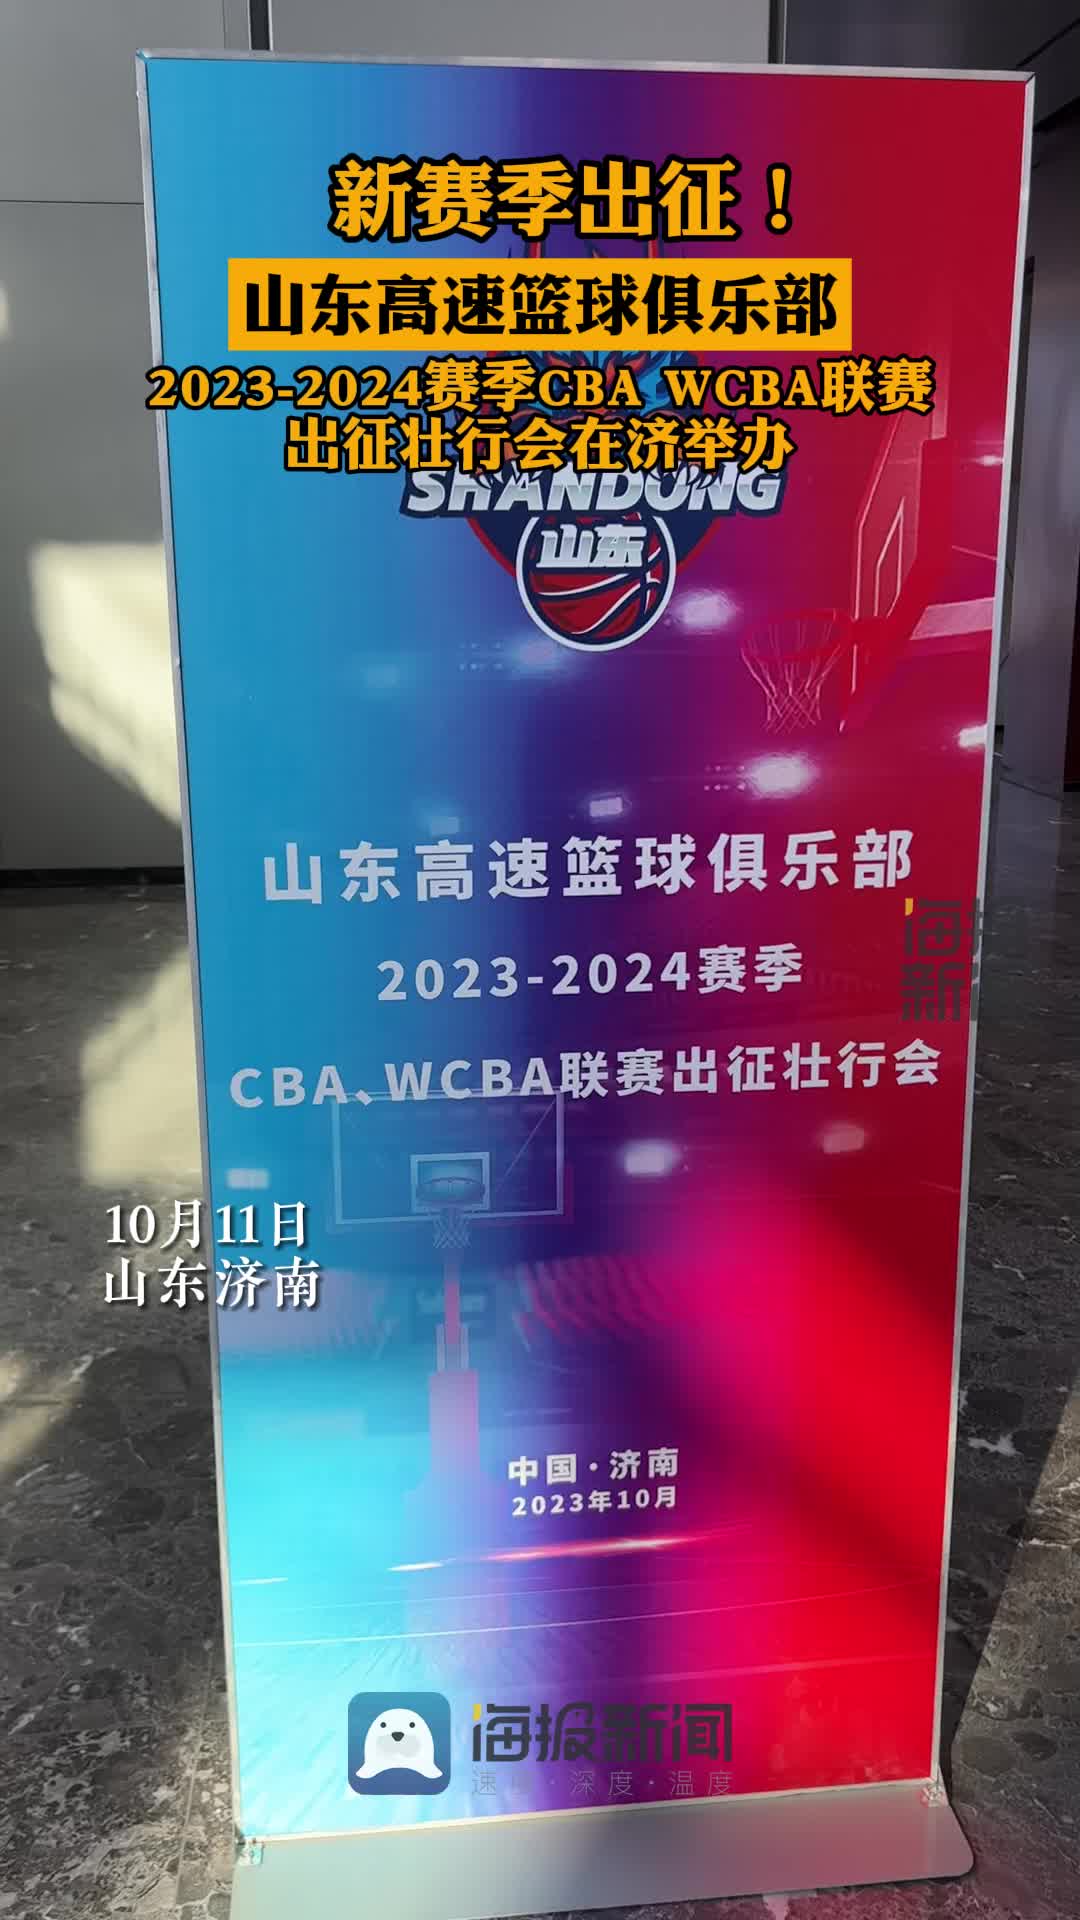 新赛季出征！
山东高速篮球俱乐部
2023-2024赛季CBA WCBA联赛
出征壮行会在济举办
SHANDONG
山东
山东高速篮球俱乐部
2023-2024赛季
CBA、WCBA联赛出征壮行会
10月11日
山东济南
中国·济南
2023年10月
海报新闻
速度·深度·温度